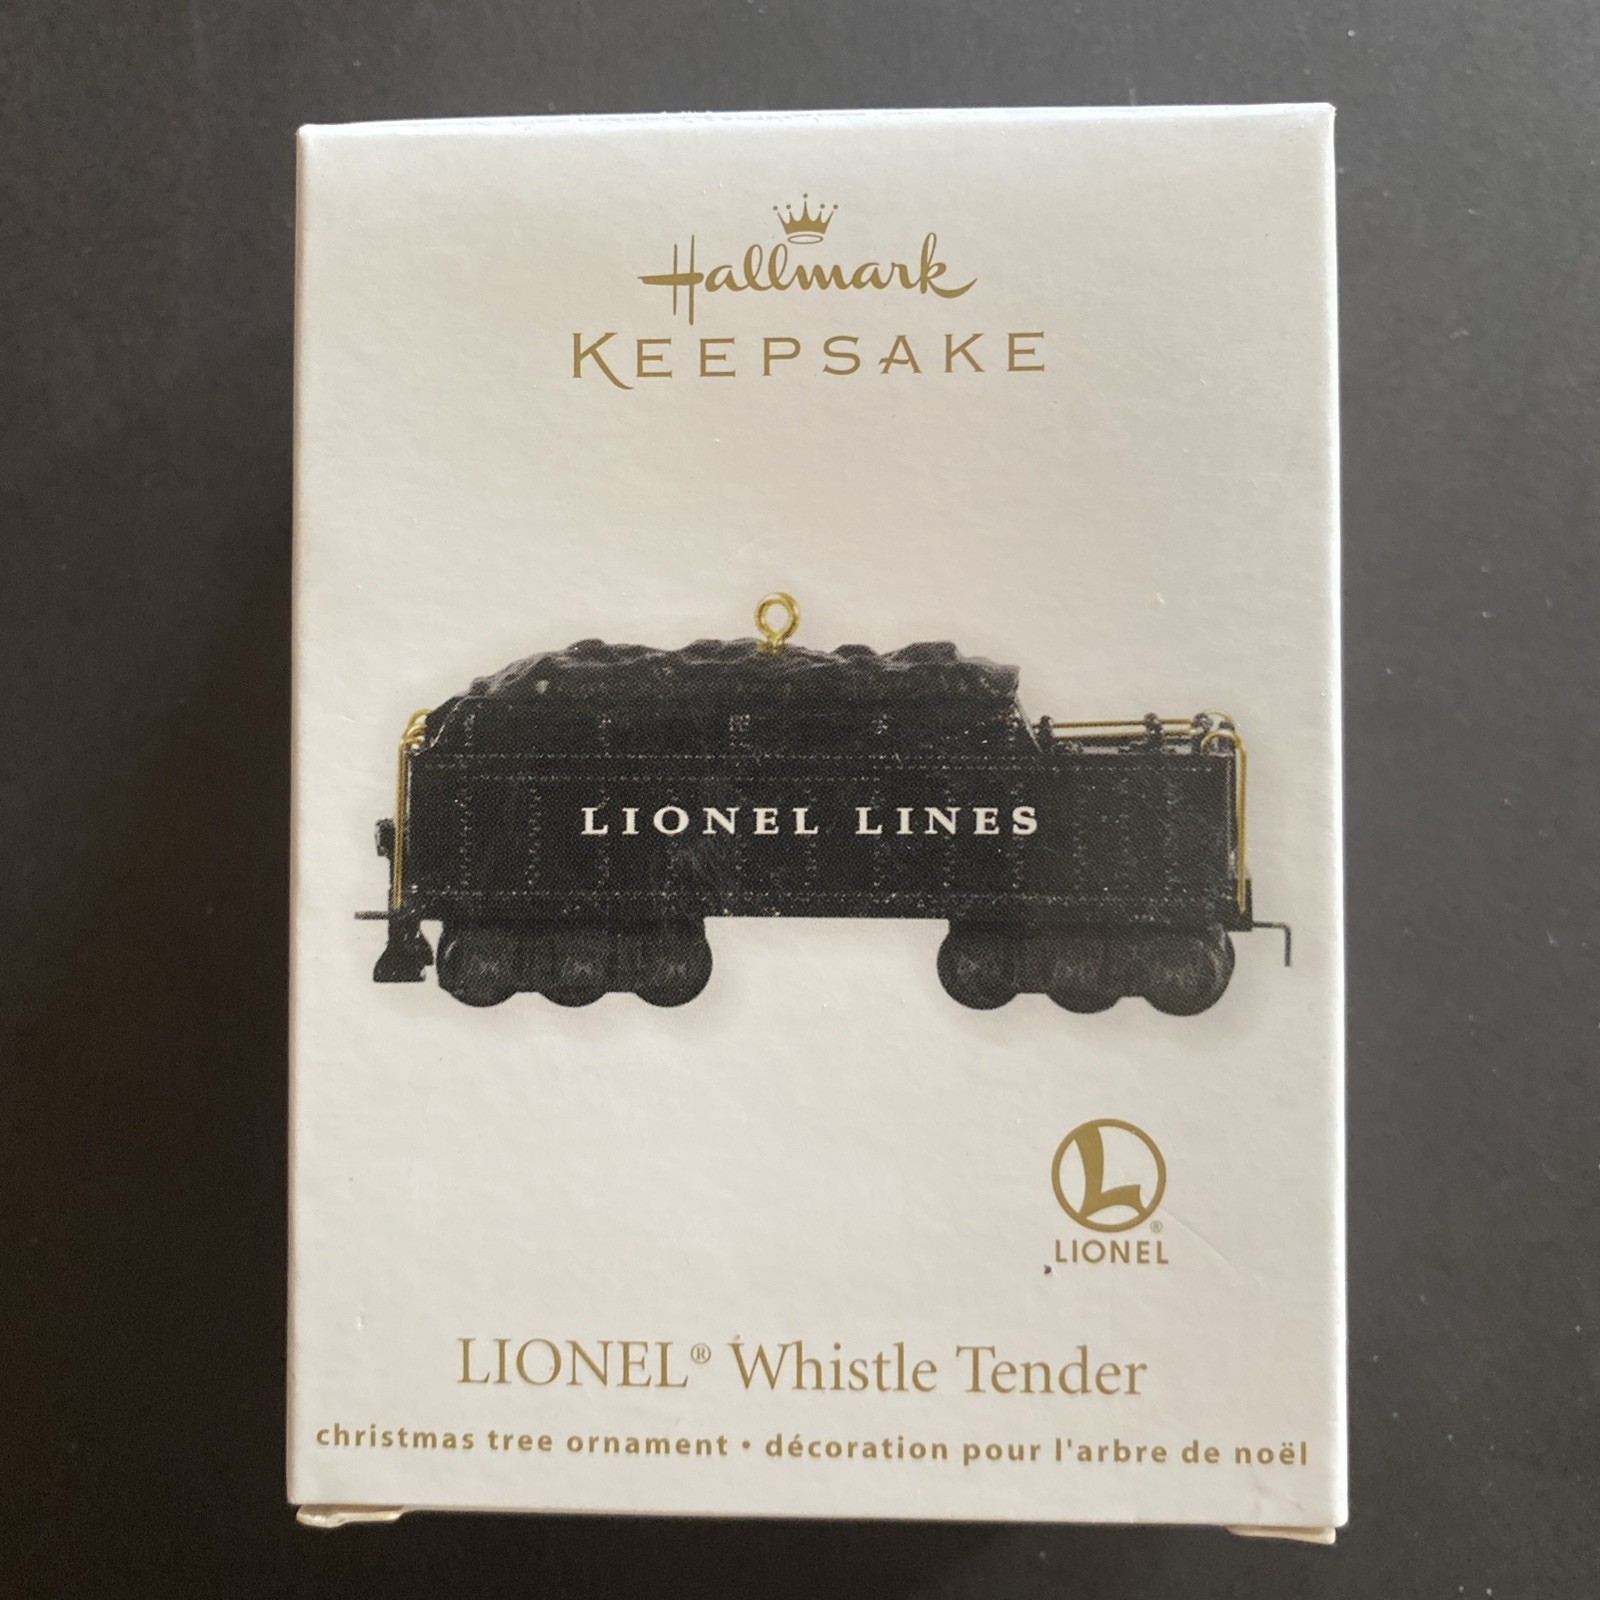 Hallmark
KEEPSAKE
LIONEL LINES
L
®
LIONEL
LIONEL® Whistle Tender
christmas tree ornament • décoration pour l'arbre de noël